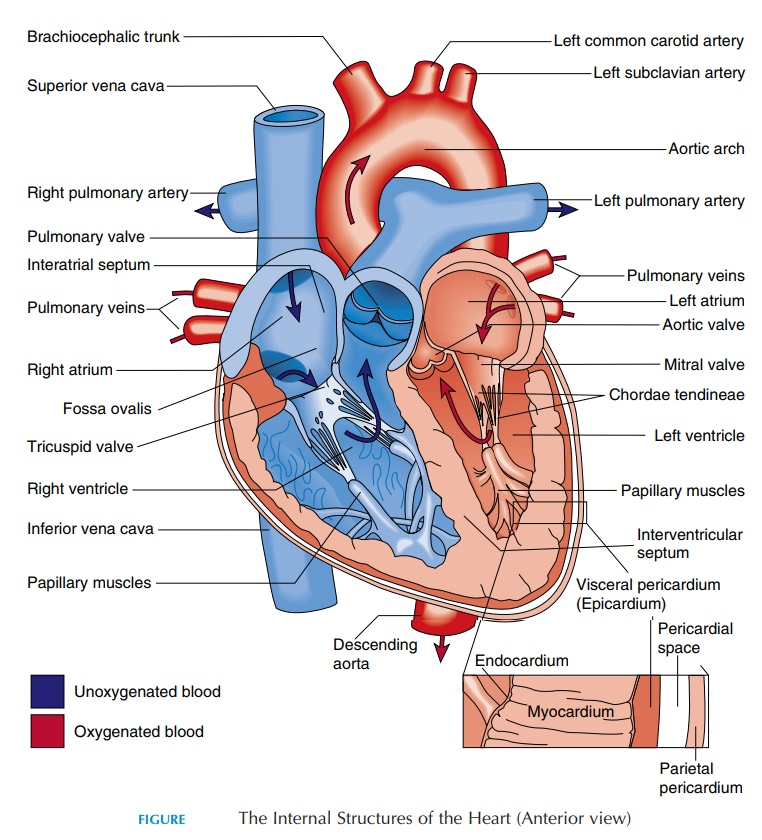 Brachiocephalic trunk
Left common carotid artery
Superior vena cava
Left subclavian artery
Aortic arch
Right pulmonary artery
Left pulmonary artery
Pulmonary valve
Interatrial septum
Pulmonary veins
Pulmonary veins
Left atrium
Aortic valve
Right atrium
Mitral valve
Fossa ovalis
Chordae tendineae
Tricuspid valve
Left ventricle
Right ventricle
Papillary muscles
Inferior vena cava
Interventricular
septum
Papillary muscles
Visceral pericardium
(Epicardium)
Pericardial
space
Descending
aorta
Endocardium
Unoxygenated blood
Myocardium
Oxygenated blood
Parietal
pericardium
FIGURE The Internal Structures of the Heart (Anterior view)